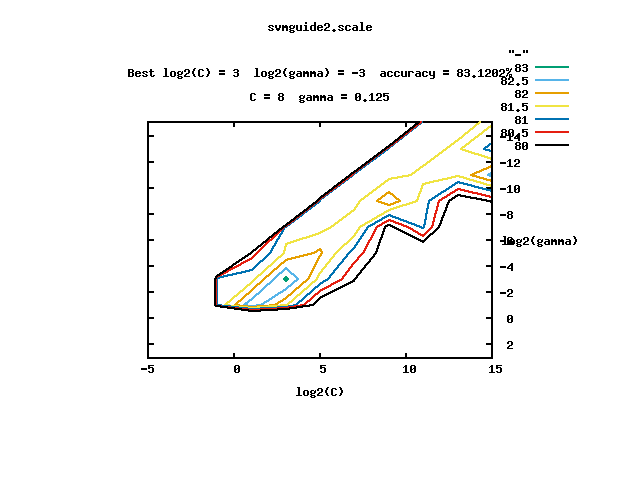 svmguide2.scale
"-"
Best log2(C) = 3 log2(gamma) = -3 accuracy = 83.1202%
83
82.5
C = 8 gamma = 0.125
82
81.5
81
80.5
80
-14
-12
-10
-8
-6
log2(gamma)
-4
-2
0
2
-5 0 5 10 15
log2(C)